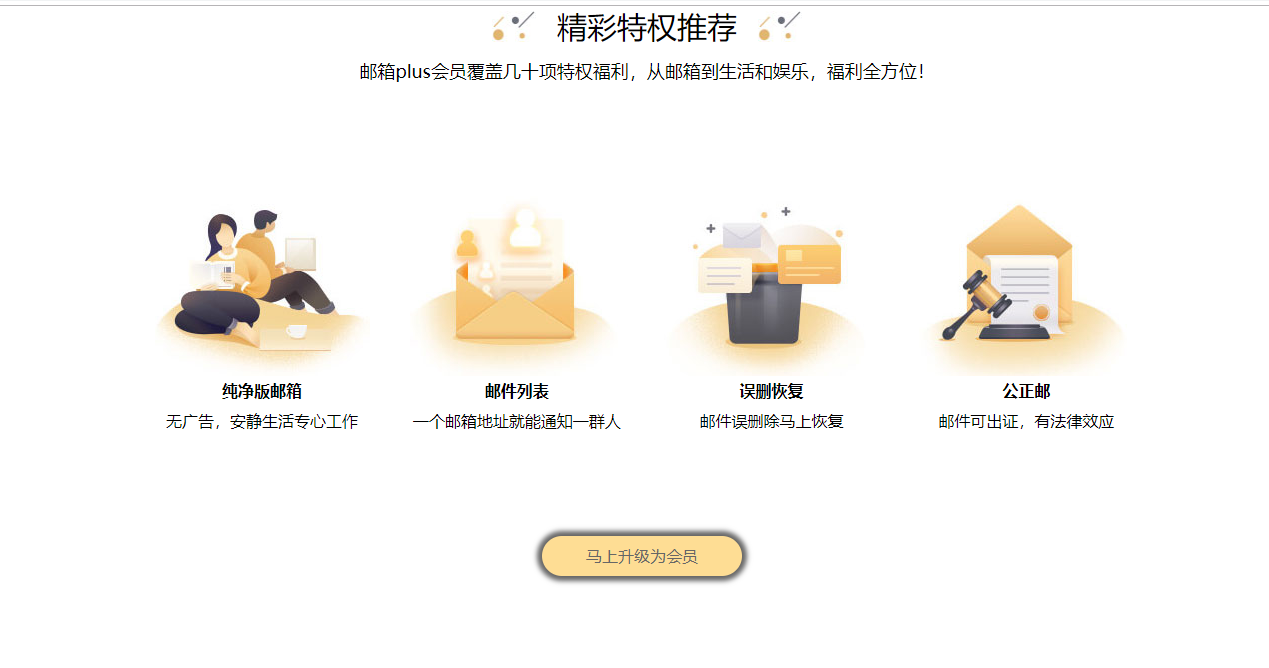 精彩特权推荐
邮箱plus会员覆盖几十项特权福利，从邮箱到生活和娱乐，福利全方位！
纯净版邮箱
无广告，安静生活专心工作
邮件列表
一个邮箱地址就能通知一群人
误删恢复
邮件误删除马上恢复
公正邮
邮件可出证，有法律效应
马上升级为会员